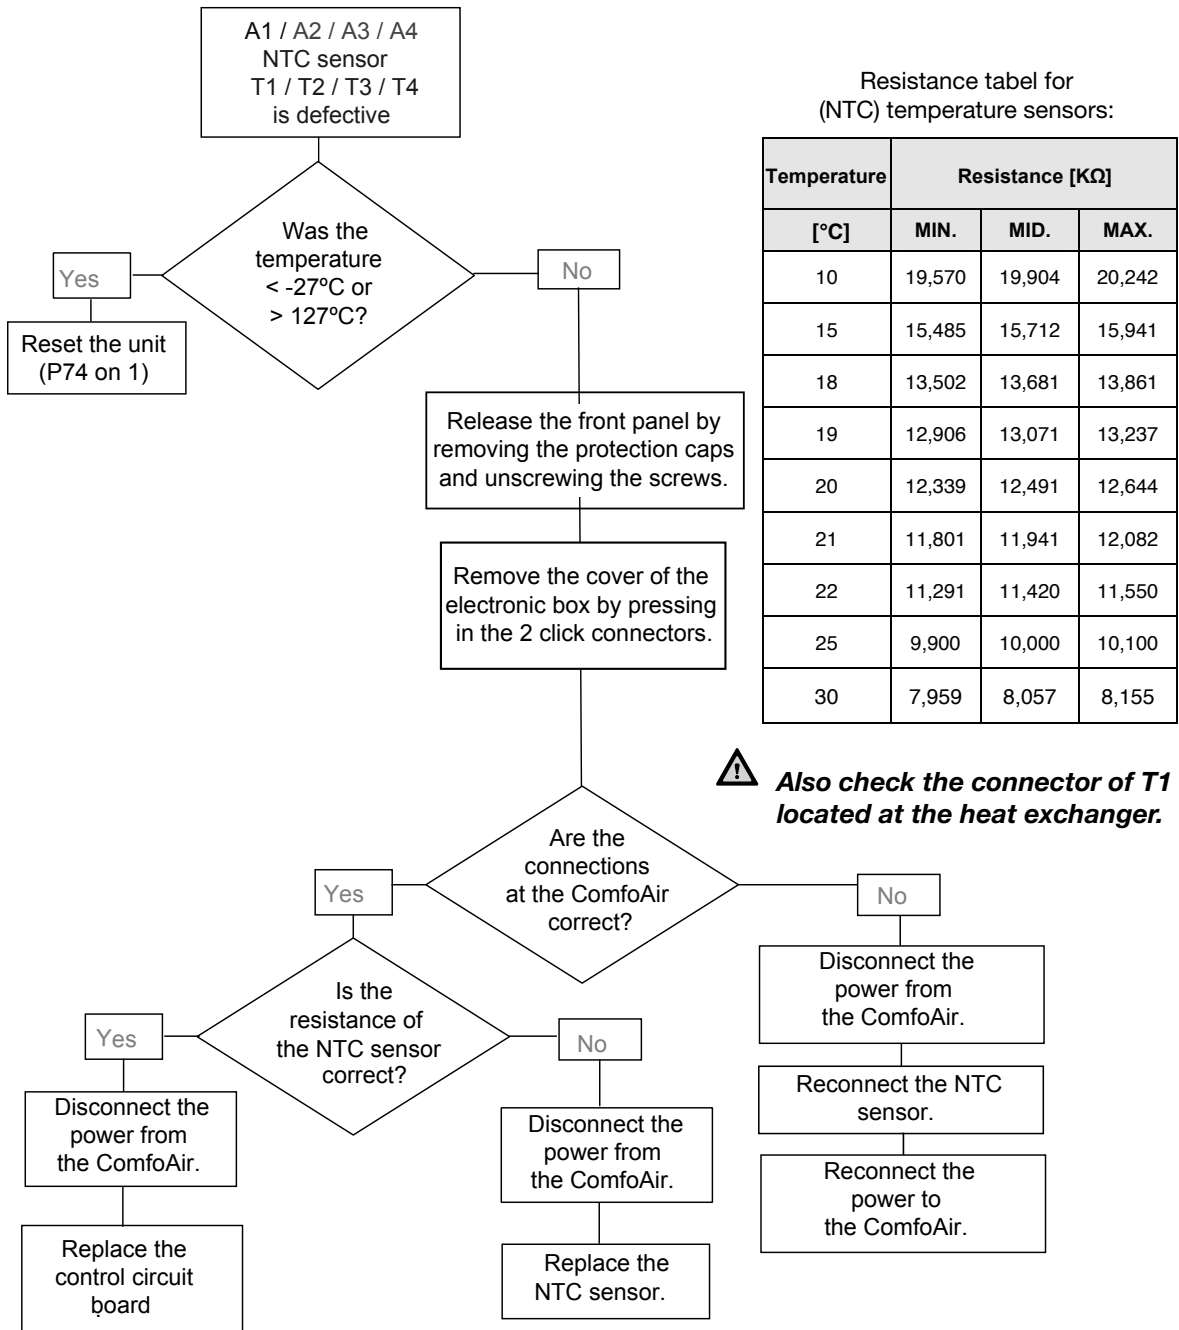 A1 / A2 / A3 / A4
NTC sensor
T1 / T2 / T3 / T4
is defective
Was the
temperature
< -27ºC or
> 127ºC?
Yes
No
Reset the unit
(P74 on 1)
Release the front panel by
removing the protection caps
and unscrewing the screws.
Remove the cover of the
electronic box by pressing
in the 2 click connectors.
Resistance tabel for
(NTC) temperature sensors:
Temperature Resistance [KΩ]
[°C] MIN. MID. MAX.
10 19,570 19,904 20,242
15 15,485 15,712 15,941
18 13,502 13,681 13,861
19 12,906 13,071 13,237
20 12,339 12,491 12,644
21 11,801 11,941 12,082
22 11,291 11,420 11,550
25 9,900 10,000 10,100
30 7,959 8,057 8,155
Also check the connector of T1
located at the heat exchanger.
Are the
connections
at the ComfoAir
correct?
Yes
No
Is the
resistance of
the NTC sensor
correct?
Yes
No
Disconnect the
power from
the ComfoAir.
Replace the
control circuit
board
Disconnect the
power from
the ComfoAir.
Replace the
NTC sensor.
Disconnect the
power from
the ComfoAir.
Reconnect the NTC
sensor.
Reconnect the
power to
the ComfoAir.